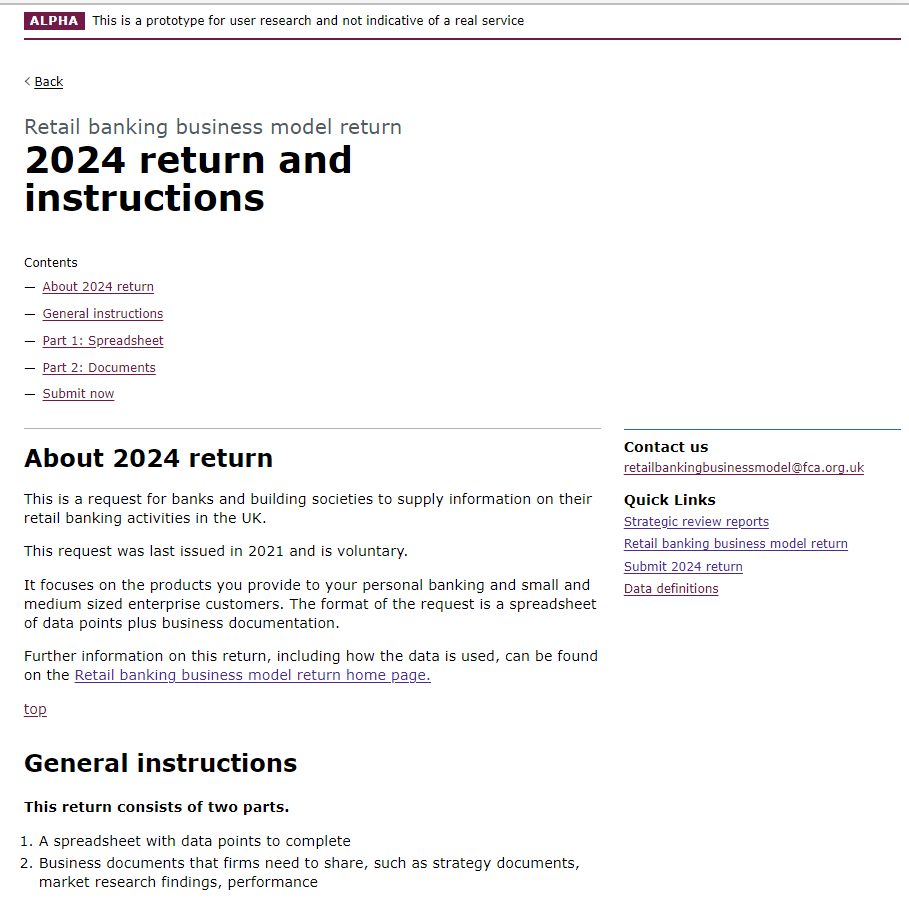 ALPHA This is a prototype for user research and not indicative of a real service
< Back
Retail banking business model return
2024 return and
instructions
Contents
— About 2024 return
— General instructions
— Part 1: Spreadsheet
— Part 2: Documents
— Submit now
About 2024 return
This is a request for banks and building societies to supply information on their
retail banking activities in the UK.
This request was last issued in 2021 and is voluntary.
It focuses on the products you provide to your personal banking and small and
medium sized enterprise customers. The format of the request is a spreadsheet
of data points plus business documentation.
Further information on this return, including how the data is used, can be found
on the Retail banking business model return home page.
top
Contact us
retailbankingbusinessmodel@fca.org.uk
Quick Links
Strategic review reports
Retail banking business model return
Submit 2024 return
Data definitions
General instructions
This return consists of two parts.
1. A spreadsheet with data points to complete
2. Business documents that firms need to share, such as strategy documents,
market research findings, performance